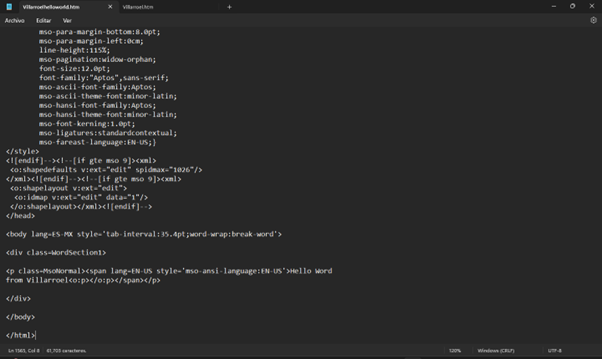 Villarroelhelloworld.htm
Villarroel.htm
Archivo Editar Ver
mso-para-margin-bottom:8.0pt;
mso-para-margin-left:0cm;
line-height:115%;
mso-pagination:widow-orphan;
font-size:12.0pt;
font-family:"Aptos",sans-serif;
mso-ascii-font-family:Aptos;
mso-ascii-theme-font:minor-latin;
mso-hansi-font-family:Aptos;
mso-hansi-theme-font:minor-latin;
mso-font-kerning:1.0pt;
mso-ligatures:standardcontextual;
mso-fareast-language:EN-US;}
</style>
<![endif]--><!--[if gte mso 9]><xml>
<o:shapedefaults v:ext="edit" spidmax="1026"/>
</xml><![endif]--><!--[if gte mso 9]><xml>
<o:shapelayout v:ext="edit">
<o:idmap v:ext="edit" data="1"/>
</o:shapelayout></xml><![endif]-->
</head>
<body lang=ES-MX style='tab-interval:35.4pt;word-wrap:break-word'>
<div class=WordSection1>
<p class=MsoNormal><span lang=EN-US style='mso-ansi-language:EN-US'>Hello Word
from Villarroel<o:p></o:p></span></p>
</div>
</body>
</html>
Ln 1563, Col 8 61,703 caracteres. 120% Windows (CRLF) UTF-8